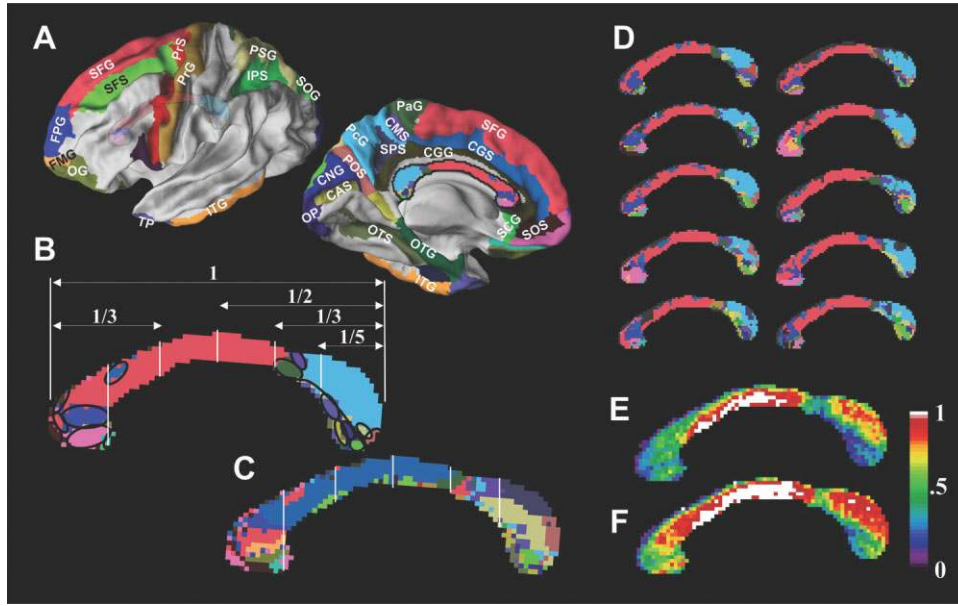 A
SFG
SFS
PrS
PrG
PSG
IPS
SOG
FPG
FMG
OG
TP
ITG
PaG
CMS
PcG
SPS
SFG
CGG
CGS
POS
CNG
CAS
OP
OTS
OTG
ITG
SCG
SOS
B
1
1/2
1/3
1/3
1/5
C
D
E
F
1
.5
0